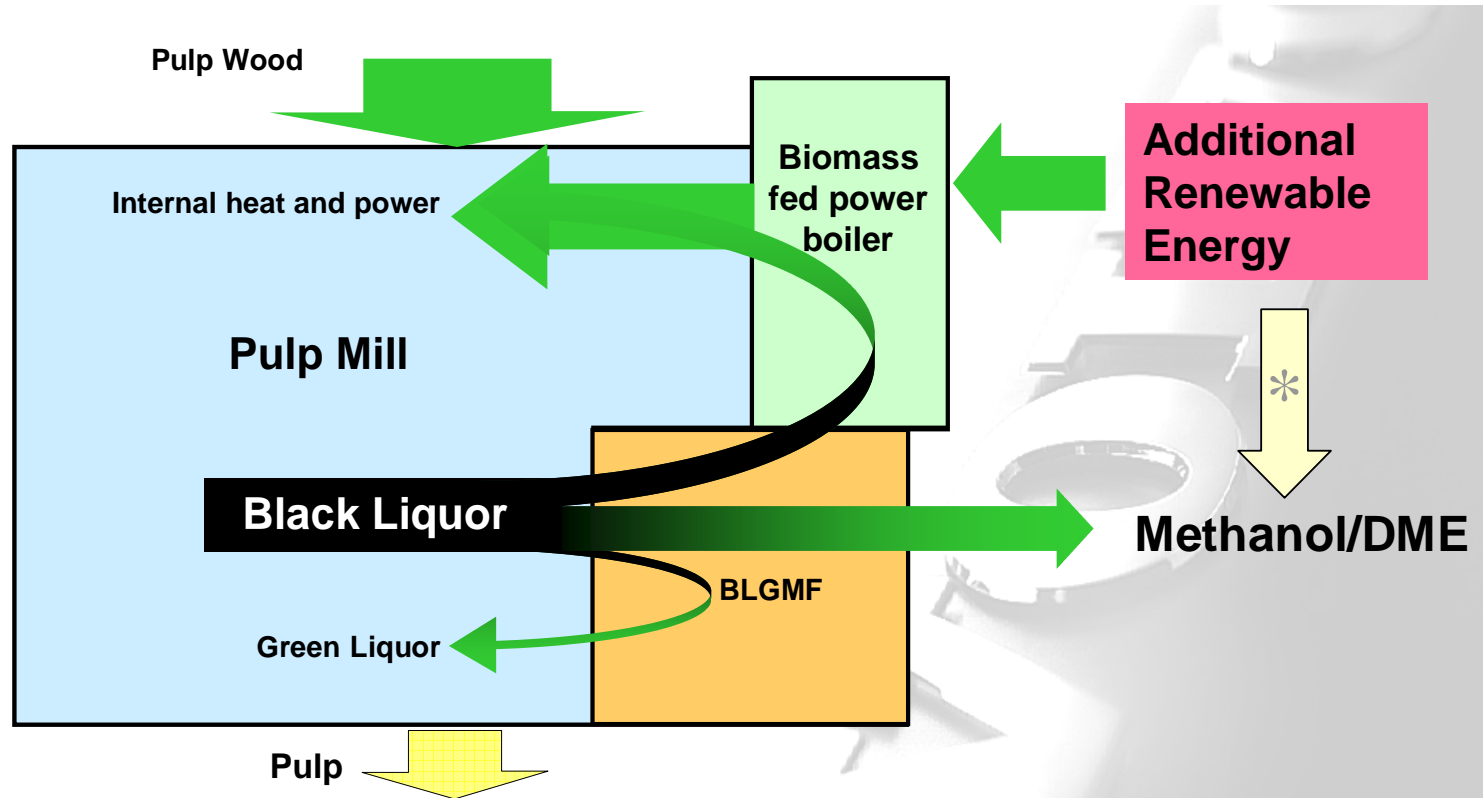 Pulp Wood
Internal heat and power
Biomass
fed power
boiler
Additional
Renewable
Energy
Pulp Mill
*
Black Liquor
Methanol/DME
BLGMF
Green Liquor
Pulp